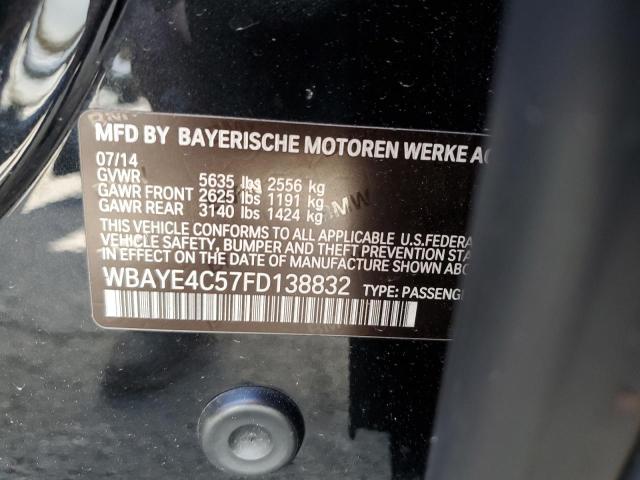 MFD BY BAYERISCHE MOTOREN WERKE AG
07/14
GVWR 5635 lbs 2556 kg
GAWR FRONT 2625 lbs 1191 kg
GAWR REAR 3140 lbs 1424 kg
THIS VEHICLE CONFORMS TO ALL APPLICABLE U.S.FEDERA
VEHICLE SAFETY, BUMPER AND THEFT PREVENTION STA
IN EFFECT ON THE DATE OF MANUFACTURE SHOWN ABO
WBAYE4C57FD138832 TYPE: PASSENG